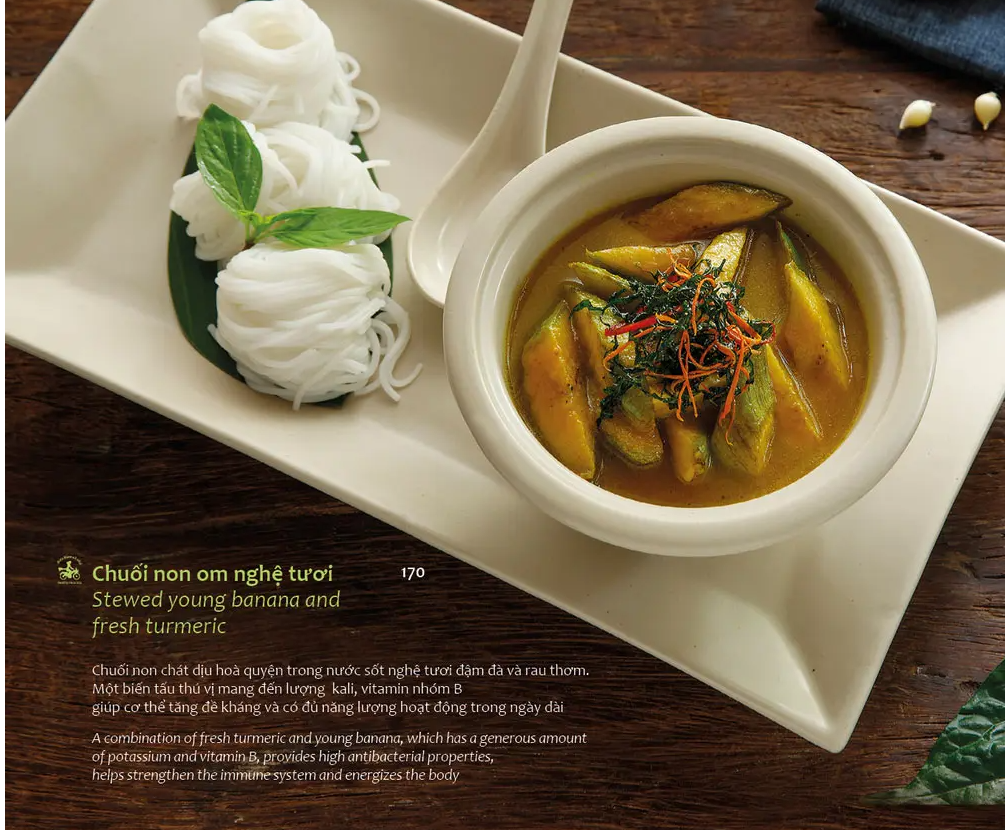 Chuối non om nghệ tươi 170
Stewed young banana and
fresh turmeric
Chuối non chát dịu hoà quyện trong nước sốt nghệ tươi đậm đà và rau thơm.
Một biến tấu thú vị mang đến lượng kali, vitamin nhóm B
giúp cơ thể tăng đề kháng và có đủ năng lượng hoạt động trong ngày dài
A combination of fresh turmeric and young banana, which has a generous amount
of potassium and vitamin B, provides high antibacterial properties,
helps strengthen the immune system and energizes the body